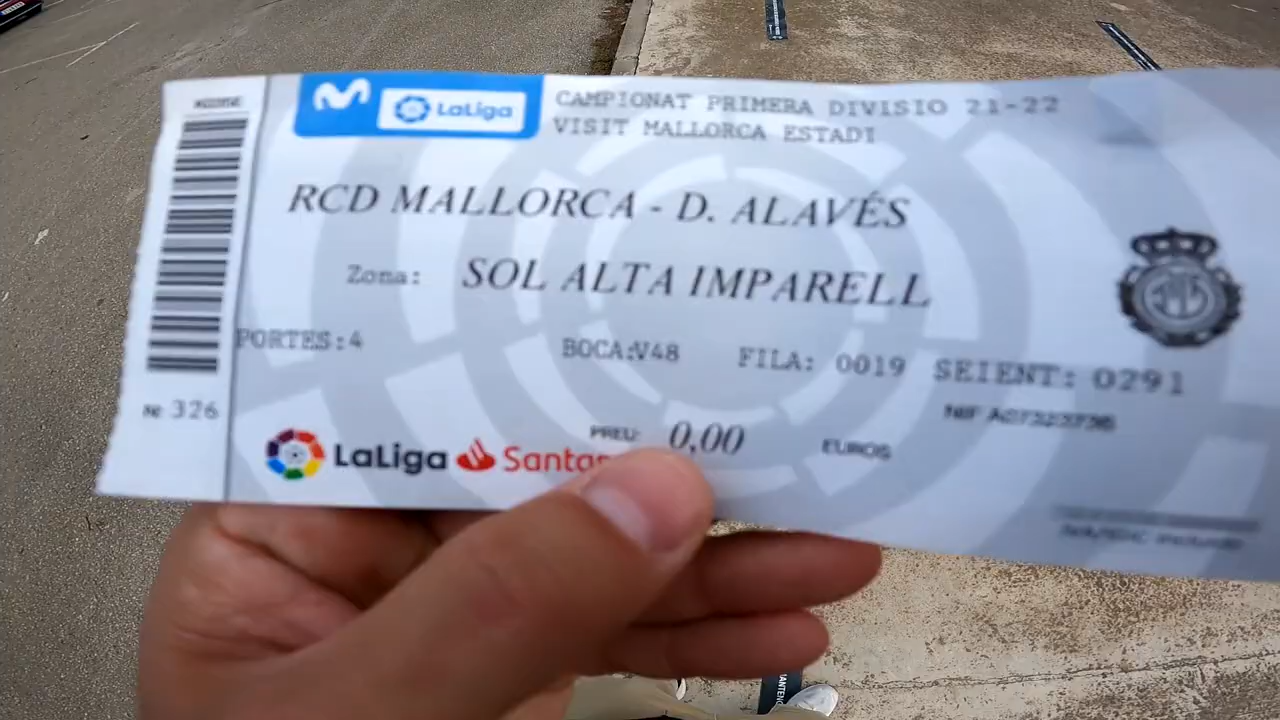 LaLiga
CAMPIONAT PRIMERA DIVISIO 21-22
VISIT MALLORCA ESTADI
RCD MALLORCA - D. ALAVÉS
Zona: SOL ALTA IMPARELL
PORTES:4 BOCA:V48 FILA: 0019 SEIENT: 0291
№ 326
PREU: 0,00 EUROS
LaLiga Santan